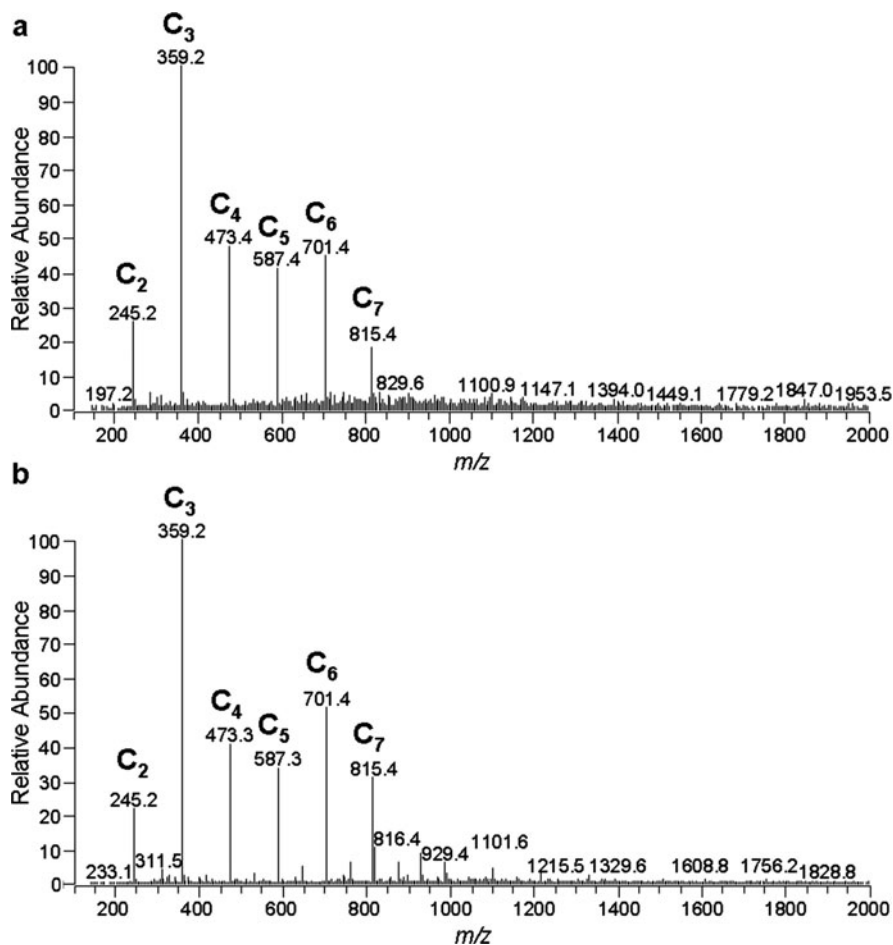 a
C3
359.2
C4
473.4
C5
587.4
C6
701.4
C2
245.2
C7
815.4
197.2
829.6
1100.9
1147.1
1394.0
1449.1
1779.2
1847.0
1953.5
Relative Abundance
100
90
80
70
60
50
40
30
20
10
0
200 400 600 800 1000 1200 1400 1600 1800 2000
m/z
b
C3
359.2
C6
701.4
C4
473.3
C5
587.3
C7
815.4
C2
245.2
233.1
311.5
816.4
929.4
1101.6
1215.5
1329.6
1608.8
1756.2
1828.8
Relative Abundance
100
90
80
70
60
50
40
30
20
10
0
200 400 600 800 1000 1200 1400 1600 1800 2000
m/z